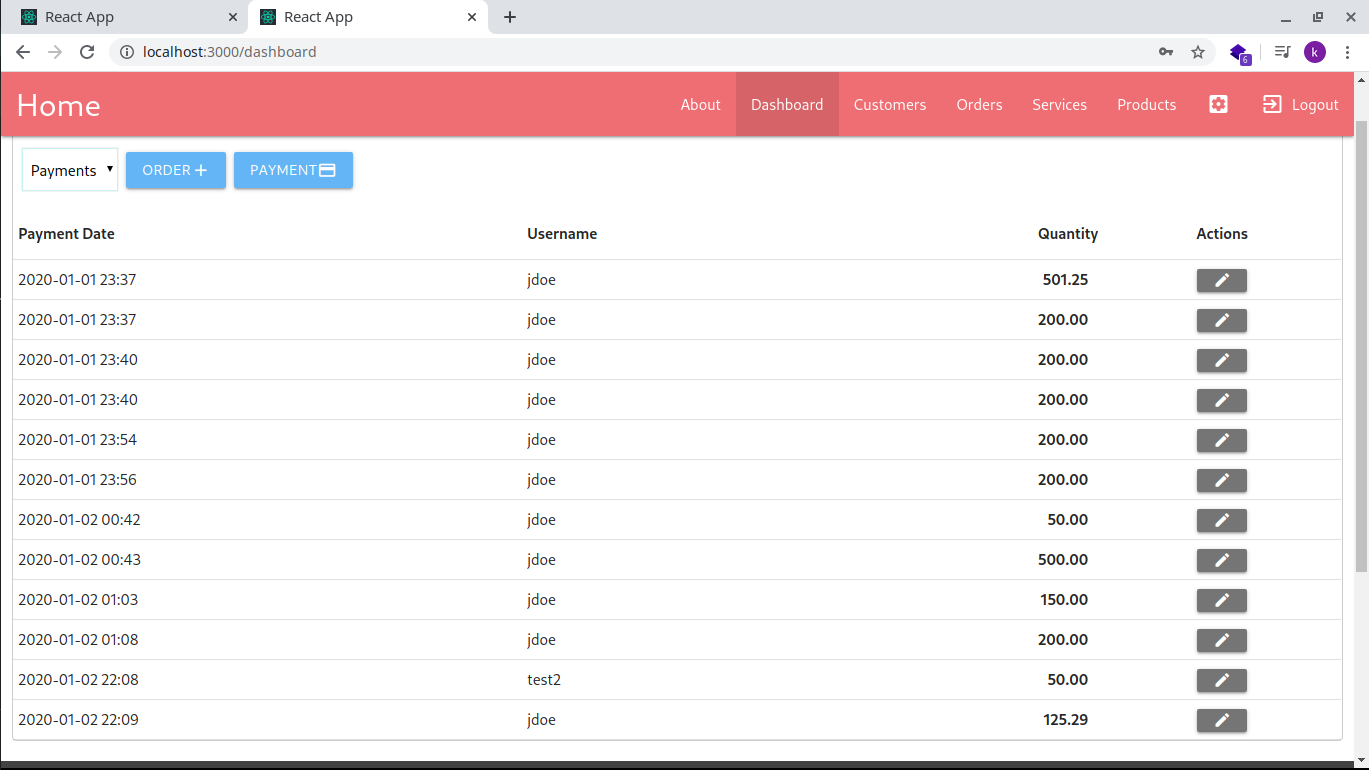 React App React App
localhost:3000/dashboard 6 k
Home About Dashboard Customers Orders Services Products Logout
Payments ORDER PAYMENT
Payment Date Username Quantity Actions
2020-01-01 23:37 jdoe 501.25
2020-01-01 23:37 jdoe 200.00
2020-01-01 23:40 jdoe 200.00
2020-01-01 23:40 jdoe 200.00
2020-01-01 23:54 jdoe 200.00
2020-01-01 23:56 jdoe 200.00
2020-01-02 00:42 jdoe 50.00
2020-01-02 00:43 jdoe 500.00
2020-01-02 01:03 jdoe 150.00
2020-01-02 01:08 jdoe 200.00
2020-01-02 22:08 test2 50.00
2020-01-02 22:09 jdoe 125.29